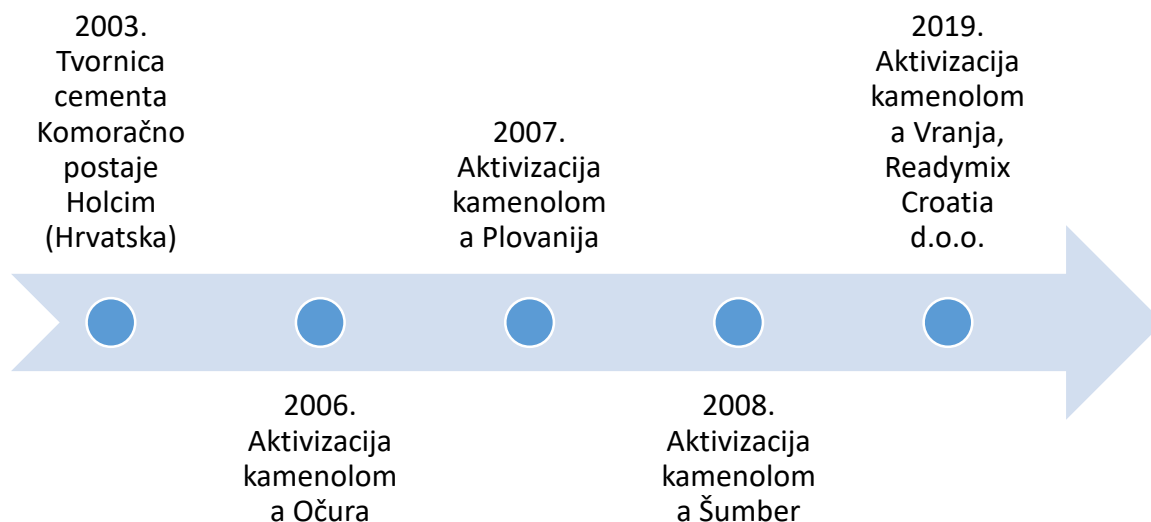 2003.
Tvornica
cementa
Komoračno
postaje
Holcim
(Hrvatska)
2006.
Aktivizacija
kamenolom
a Očura
2007.
Aktivizacija
kamenolom
a Plovanija
2008.
Aktivizacija
kamenolom
a Šumber
2019.
Aktivizacija
kamenolom
a Vranja,
Readymix
Croatia
d.o.o.